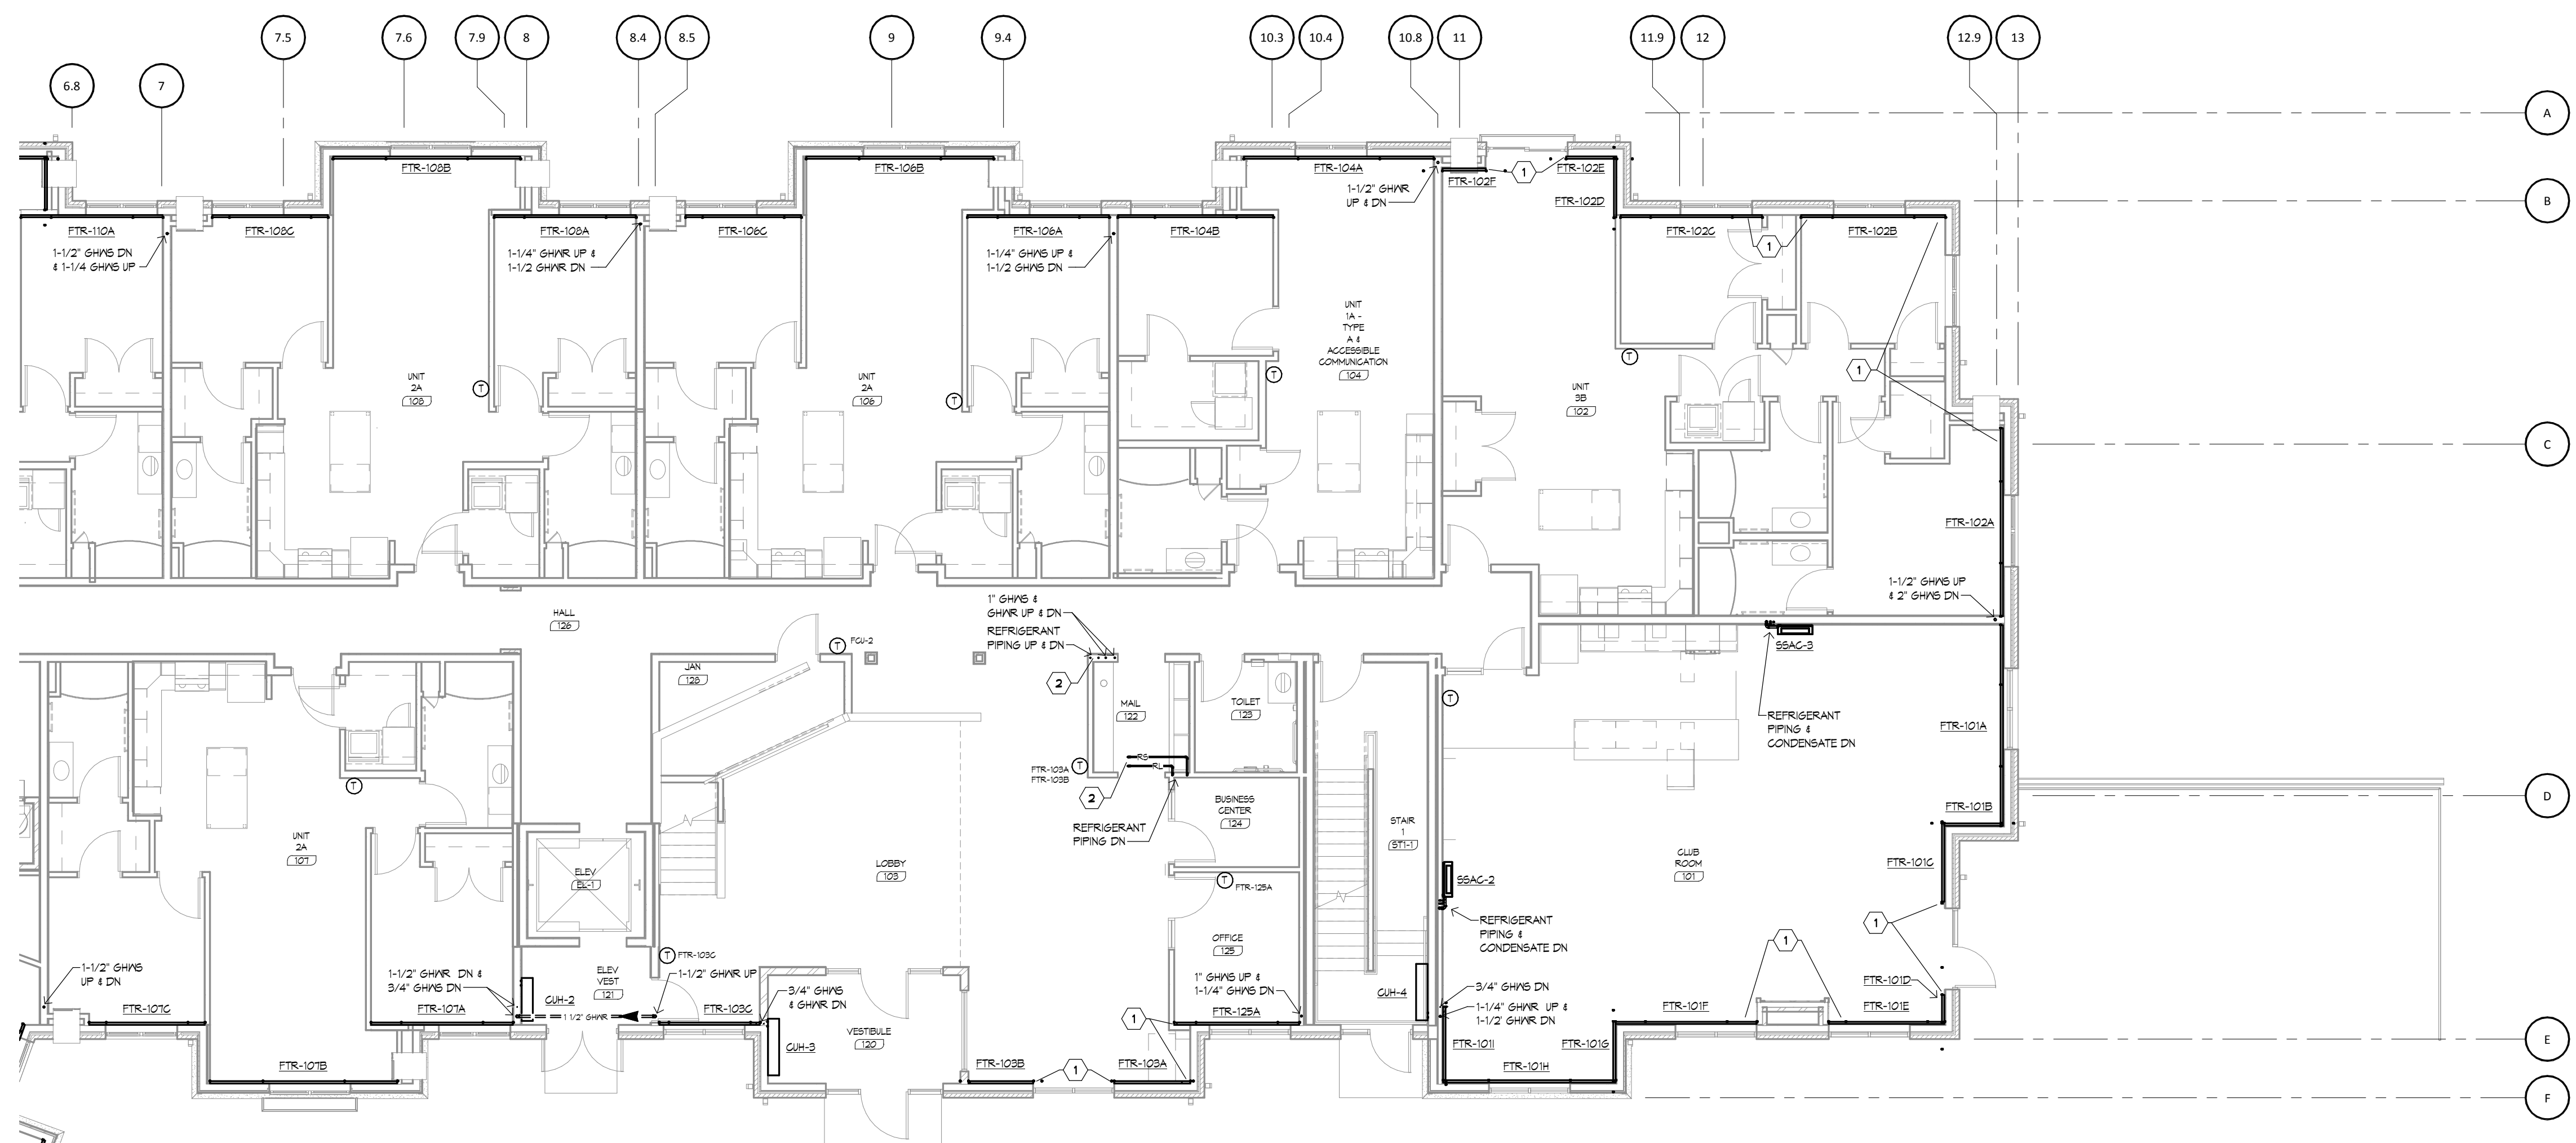 7.5
7.6
7.9
8
8.4
8.5
9
9.4
10.3
10.4
10.8
11
11.9
12
12.9
13
6.8
7
A
B
C
D
E
F
FTR-108B
FTR-106B
FTR-104A
FTR-102F
1
FTR-102E
1-1/2" GHWR
UP & DN
FTR-102D
FTR-110A
FTR-108C
FTR-108A
FTR-106C
FTR-106A
FTR-104B
FTR-102C
1
FTR-102B
1-1/2" GHWS DN
& 1-1/4 GHWS UP
1-1/4" GHWR UP &
1-1/2 GHWR DN
1-1/4" GHWS UP &
1-1/2 GHWS DN
UNIT
2A
108
T
UNIT
2A
106
T
UNIT
1A -
TYPE
A &
ACCESSIBLE
COMMUNICATION
104
T
UNIT
3B
102
T
1
FTR-102A
1-1/2" GHWS UP
& 2" GHWS DN
HALL
126
1" GHWS &
GHWR UP & DN
REFRIGERANT
PIPING UP & DN
T
FCU-2
2
JAN
128
MAIL
122
TOILET
123
T
SSAC-3
REFRIGERANT
PIPING &
CONDENSATE DN
FTR-101A
FTR-101B
FTR-101C
FTR-103A
FTR-103B
T
RS
RL
2
REFRIGERANT
PIPING DN
BUSINESS
CENTER
124
STAIR
1
ST1-1
CLUB
ROOM
101
T
UNIT
2A
107
ELEV
EL-1
LOBBY
103
T
FTR-125A
SSAC-2
REFRIGERANT
PIPING &
CONDENSATE DN
1
1
OFFICE
125
T
FTR-103C
1-1/2" GHWS
UP & DN
1-1/2" GHWR DN &
3/4" GHWS DN
ELEV
VEST
121
1-1/2" GHWR UP
3/4" GHWS
& GHWR DN
1" GHWS UP &
1-1/4" GHWS DN
CUH-4
3/4" GHWS DN
1-1/4" GHWR UP &
1-1/2' GHWR DN
FTR-101D
FTR-107C
FTR-107A
CUH-2
1 1/2" GHWR
FTR-103C
FTR-125A
FTR-101F
FTR-101E
CUH-3
VESTIBULE
120
1
FTR-101I
FTR-101G
FTR-107B
FTR-103B
1
FTR-103A
FTR-101H